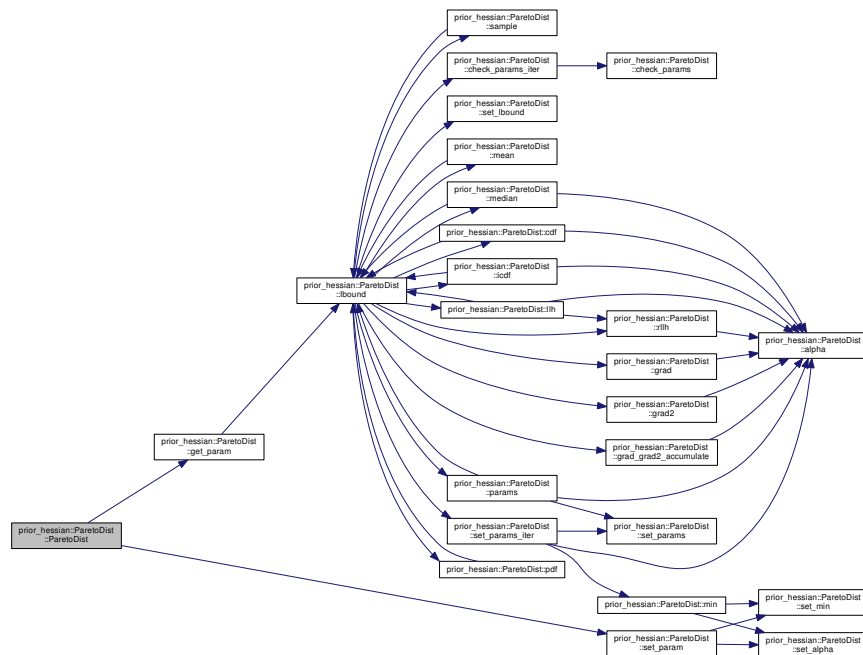 prior_hessian::ParetoDist
::sample
prior_hessian::ParetoDist
::check_params_iter
prior_hessian::ParetoDist
::check_params
prior_hessian::ParetoDist
::set_lbound
prior_hessian::ParetoDist
::mean
prior_hessian::ParetoDist
::median
prior_hessian::ParetoDist::cdf
prior_hessian::ParetoDist
::icdf
prior_hessian::ParetoDist
::lbound
prior_hessian::ParetoDist::llh
prior_hessian::ParetoDist
::rllh
prior_hessian::ParetoDist
::alpha
prior_hessian::ParetoDist
::grad
prior_hessian::ParetoDist
::grad2
prior_hessian::ParetoDist
::get_param
prior_hessian::ParetoDist
::grad_grad2_accumulate
prior_hessian::ParetoDist
::params
prior_hessian::ParetoDist
::ParetoDist
prior_hessian::ParetoDist
::set_params_iter
prior_hessian::ParetoDist
::set_params
prior_hessian::ParetoDist::pdf
prior_hessian::ParetoDist::min
prior_hessian::ParetoDist
::set_min
prior_hessian::ParetoDist
::set_param
prior_hessian::ParetoDist
::set_alpha